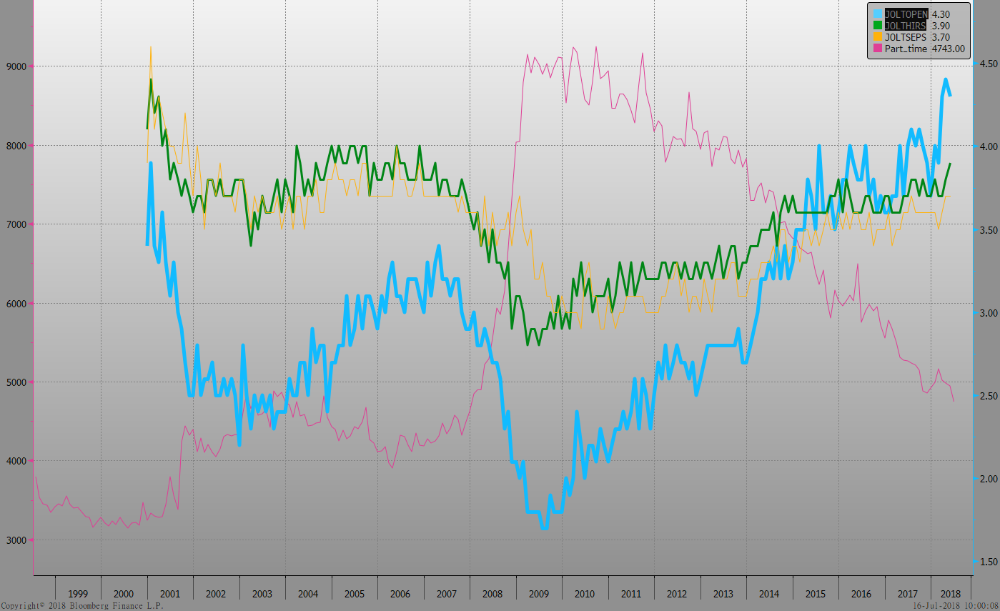 JOLTOPEN 4.30
JOLTHIRS 3.90
JOLTSEPS 3.70
Part_time 4743.00
9000
8000
7000
6000
5000
4000
3000
4.50
4.00
3.50
3.00
2.50
2.00
1.50
1999 2000 2001 2002 2003 2004 2005 2006 2007 2008 2009 2010 2011 2012 2013 2014 2015 2016 2017 2018
Copyright© 2018 Bloomberg Finance L.P. 16-Jul-2018 10:00:08